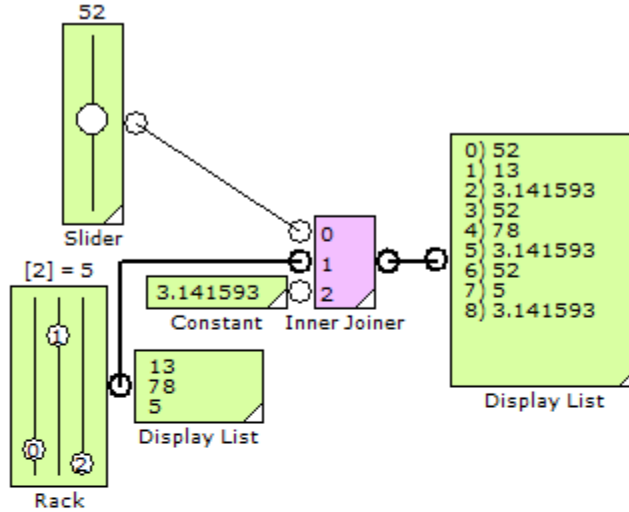 52
Slider
[2] = 5
0
1
2
Rack
13
78
5
Display List
3.141593
Constant
0
1
2
Inner Joiner
0) 52
1) 13
2) 3.141593
3) 52
4) 78
5) 3.141593
6) 52
7) 5
8) 3.141593
Display List